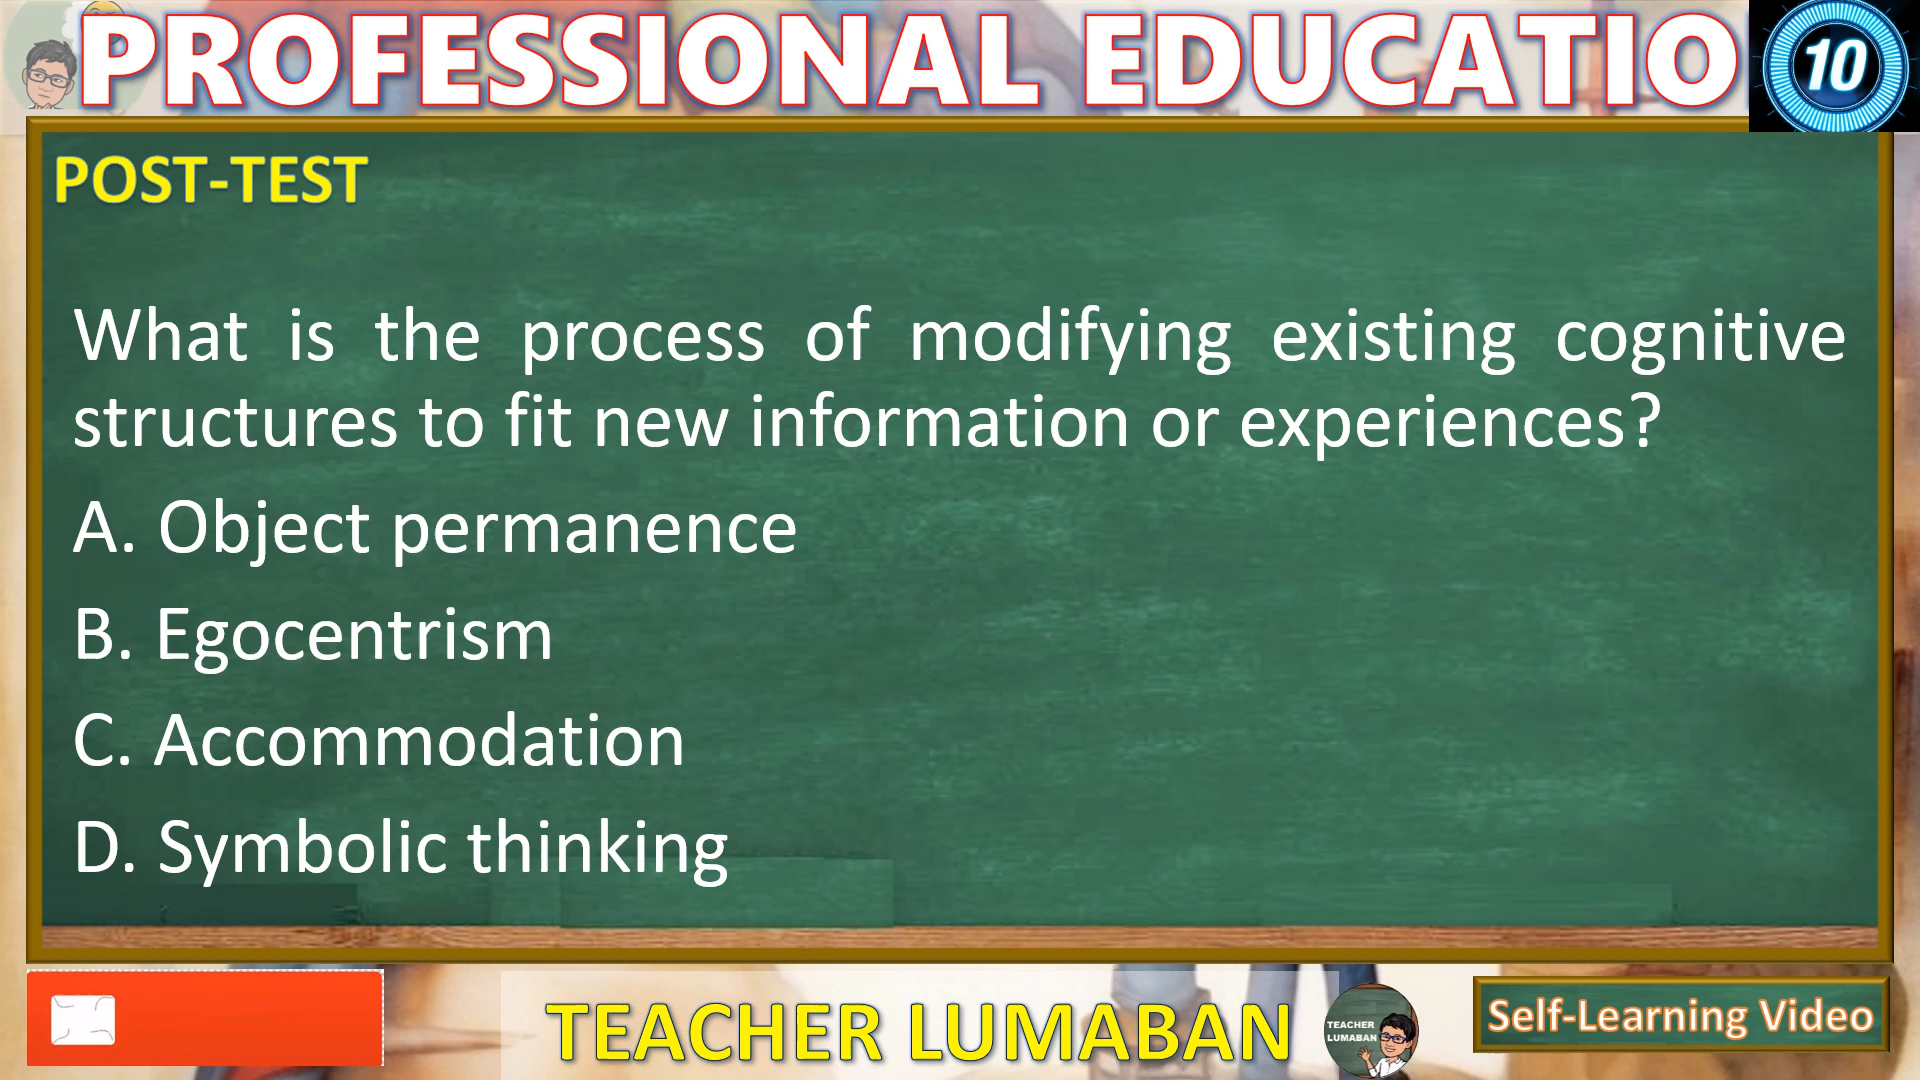 PROFESSIONAL EDUCATIO
10
POST-TEST
What is the process of modifying existing cognitive
structures to fit new information or experiences?
A. Object permanence
B. Egocentrism
C. Accommodation
D. Symbolic thinking
TEACHER LUMABAN
TEACHER
LUMABAN
Self-Learning Video